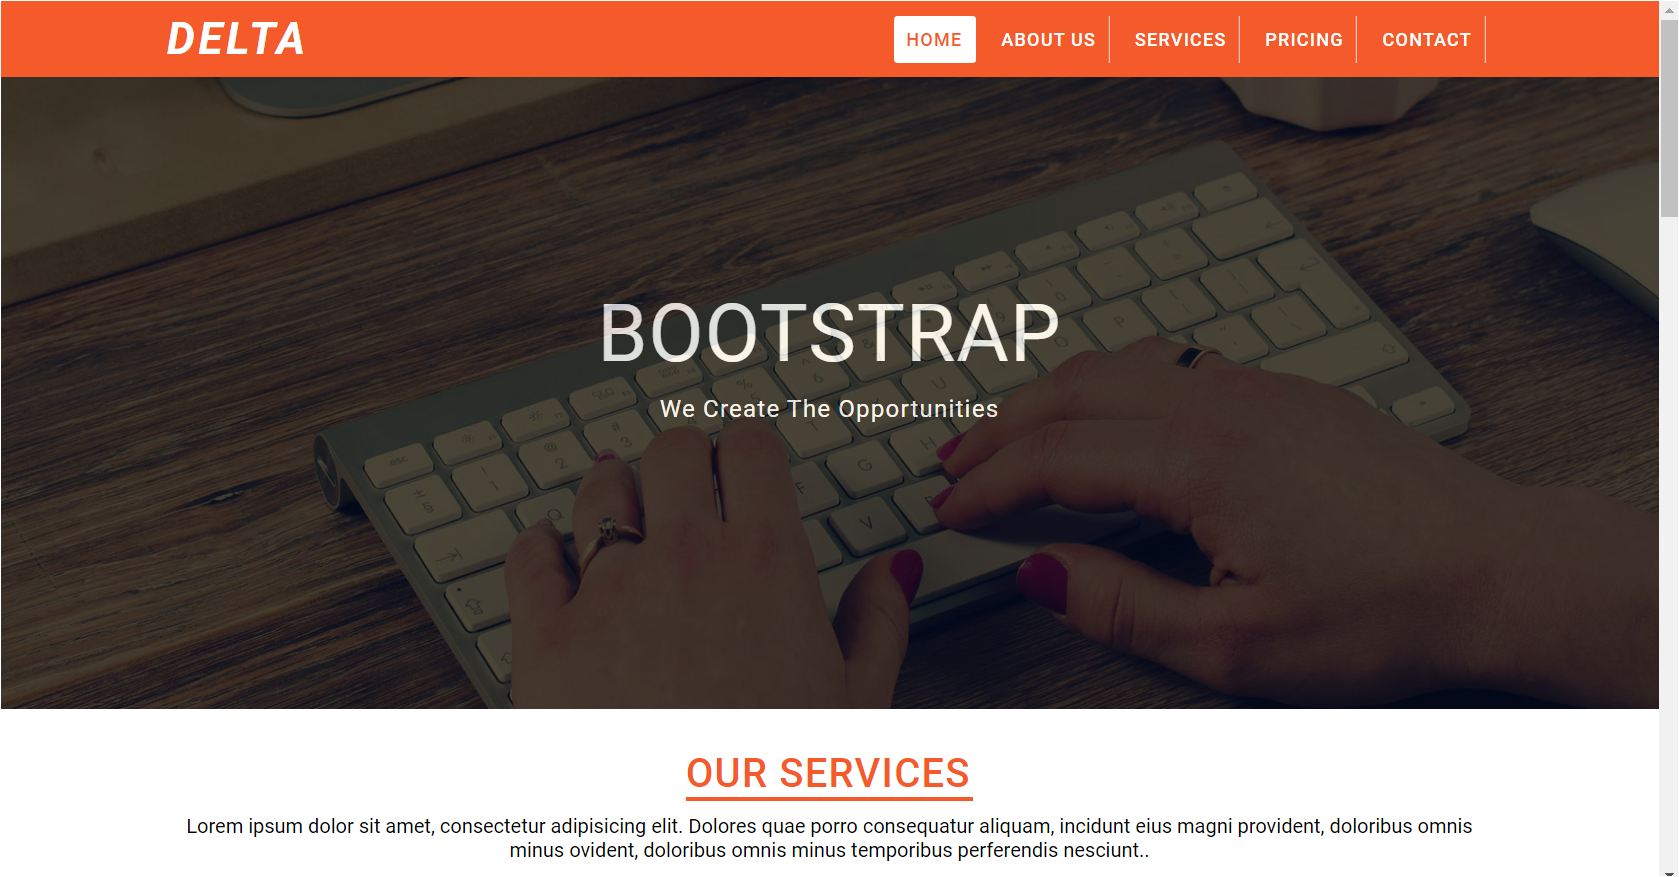 DELTA
HOME ABOUT US SERVICES PRICING CONTACT
BOOTSTRAP
We Create The Opportunities
OUR SERVICES
Lorem ipsum dolor sit amet, consectetur adipisicing elit. Dolores quae porro consequatur aliquam, incidunt eius magni provident, doloribus omnis
minus ovident, doloribus omnis minus temporibus perferendis nesciunt..